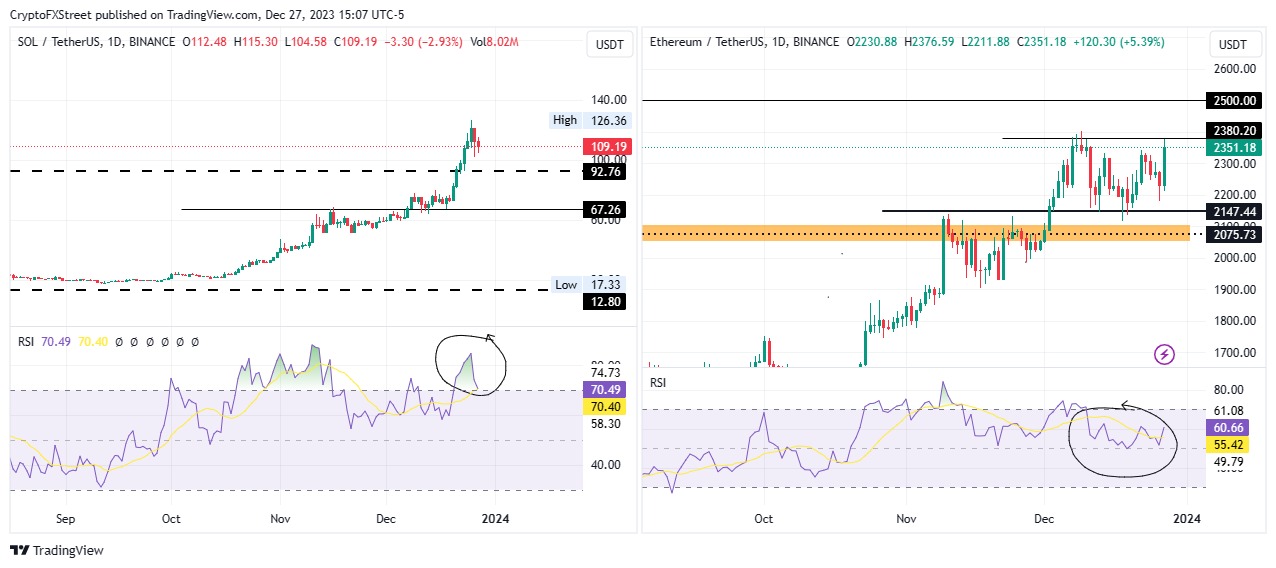 CryptoFXStreet published on TradingView.com, Dec 27, 2023 15:07 UTC-5
SOL / TetherUS, 1D, BINANCE O112.48 H115.30 L104.58 C109.19 −3.30 (−2.93%) Vol8.02M
USDT
140.00
High 126.36
109.19
100.00
92.76
67.26
60.00
Low 17.33
12.80
RSI 70.49 70.40 Ø Ø Ø Ø Ø Ø
80.00
74.73
70.49
70.40
58.30
40.00
Sep Oct Nov Dec 2024
Ethereum / TetherUS, 1D, BINANCE O2230.88 H2376.59 L2211.88 C2351.18 +120.30 (+5.39%)
USDT
2600.00
2500.00
2380.20
2351.18
2300.00
2200.00
2147.44
2075.73
2000.00
1900.00
1800.00
1700.00
RSI
80.00
61.08
60.66
55.42
49.79
Oct Nov Dec 2024
TradingView